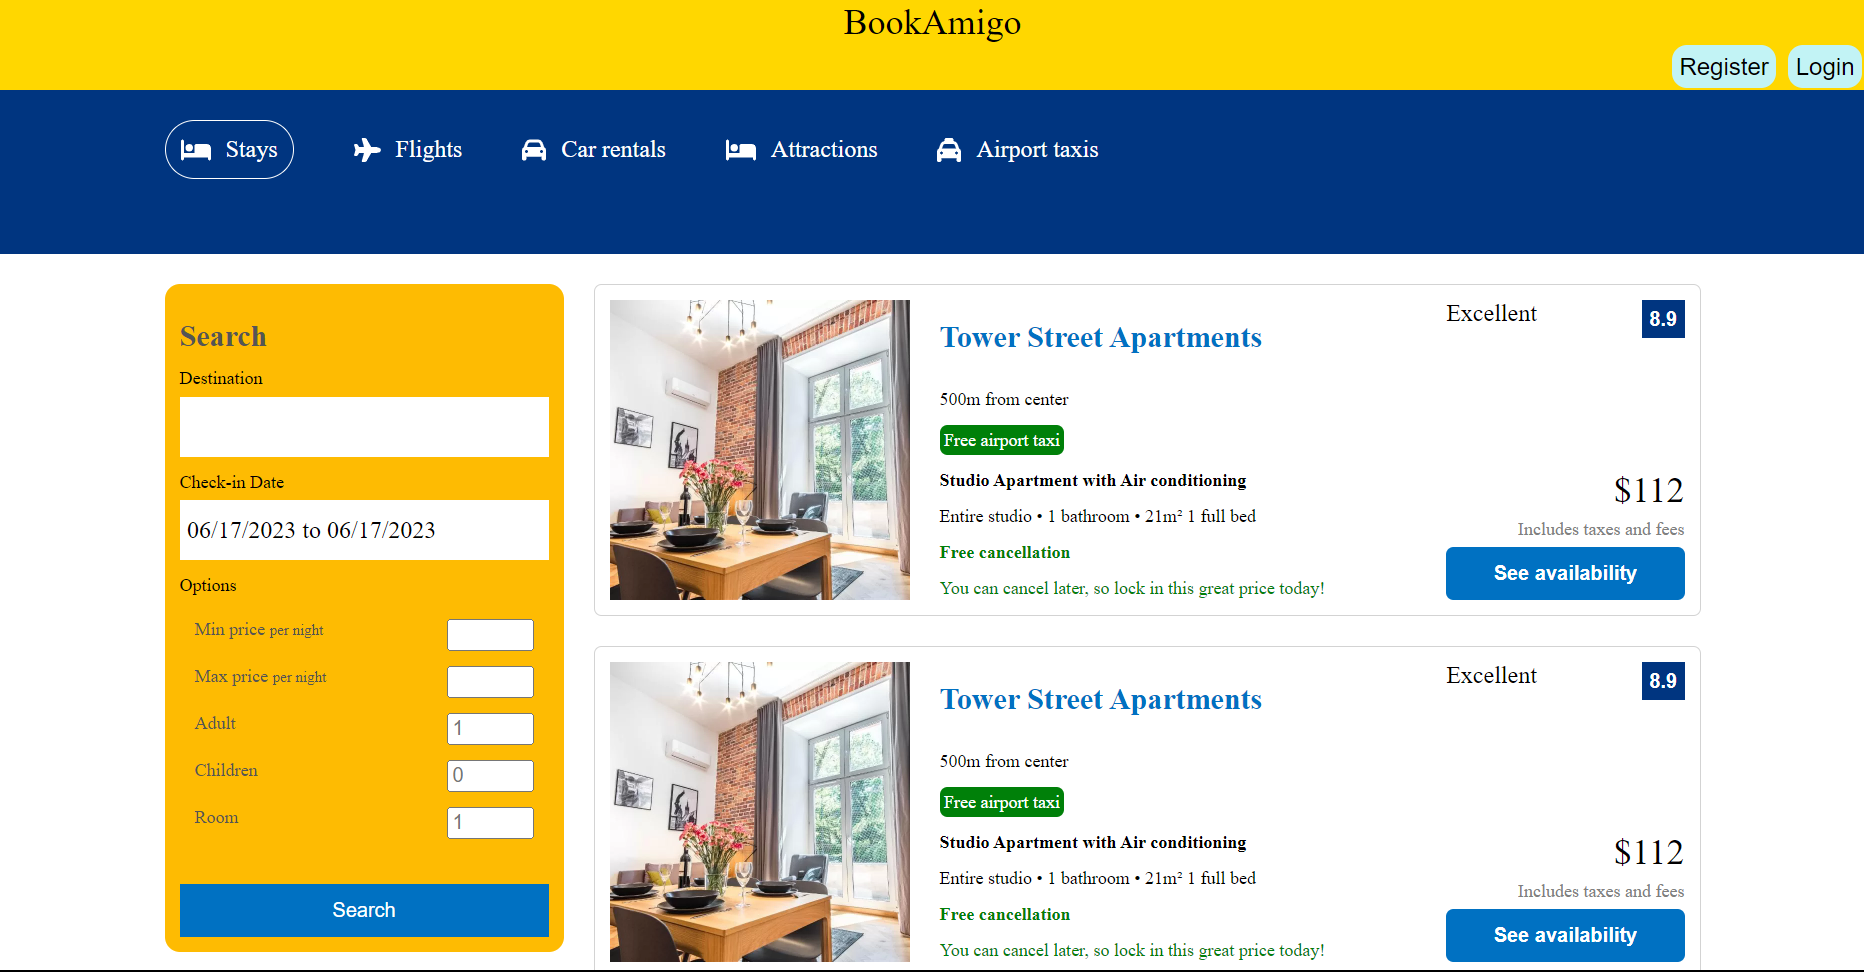 BookAmigo
Register Login
Stays Flights Car rentals Attractions Airport taxis
Search
Destination
Check-in Date
06/17/2023 to 06/17/2023
Options
Min price per night
Max price per night
Adult 1
Children 0
Room 1
Search
Tower Street Apartments
500m from center
Free airport taxi
Studio Apartment with Air conditioning
Entire studio • 1 bathroom • 21m² 1 full bed
Free cancellation
You can cancel later, so lock in this great price today!
Excellent 8.9
$112
Includes taxes and fees
See availability
Tower Street Apartments
500m from center
Free airport taxi
Studio Apartment with Air conditioning
Entire studio • 1 bathroom • 21m² 1 full bed
Free cancellation
You can cancel later, so lock in this great price today!
Excellent 8.9
$112
Includes taxes and fees
See availability